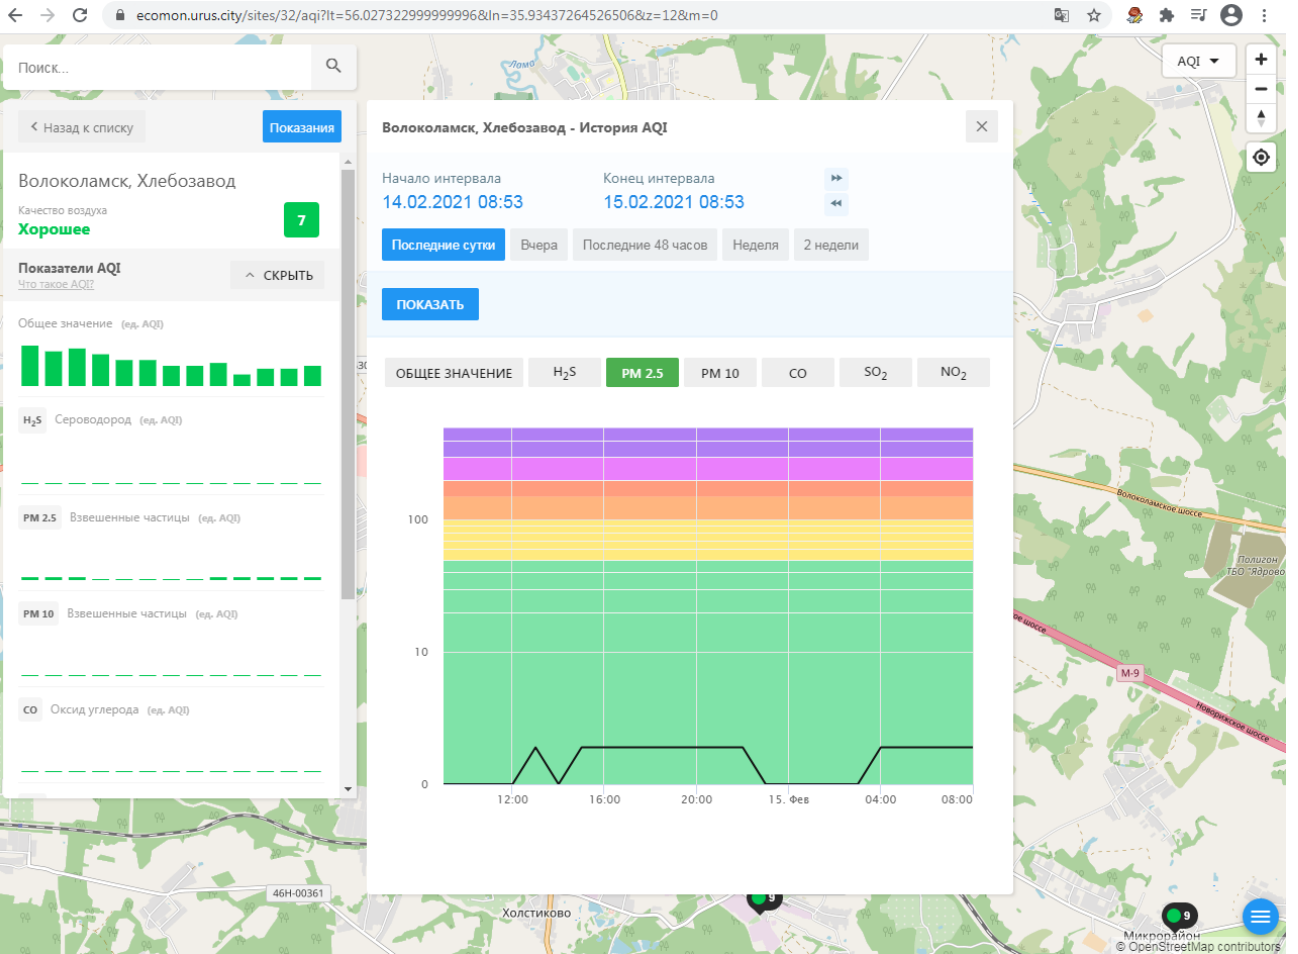 ecomon.urus.city/sites/32/aqi?lt=56.027322999999996&ln=35.93437264526506&z=12&m=0
Поиск...
AQI
Лама
Назад к списку
Показания
Волоколамск, Хлебозавод - История AQI
Волоколамск, Хлебозавод
Качество воздуха
Хорошее
7
Начало интервала
Конец интервала
14.02.2021 08:53
15.02.2021 08:53
Последние сутки
Вчера
Последние 48 часов
Неделя
2 недели
Показатели AQI
Что такое AQI?
СКРЫТЬ
ПОКАЗАТЬ
Общее значение (ед. AQI)
ОБЩЕЕ ЗНАЧЕНИЕ
H2S
PM 2.5
PM 10
CO
SO2
NO2
H2S Сероводород (ед. AQI)
PM 2.5 Взвешенные частицы (ед. AQI)
PM 10 Взвешенные частицы (ед. AQI)
CO Оксид углерода (ед. AQI)
100
10
0
12:00
16:00
20:00
15. Фев
04:00
08:00
Волоколамское шоссе
Полигон
ТБО "Ядрово
М-9
Новорижское шоссе
46Н-00361
Холстиково
9
9
Микрорайон
© OpenStreetMap contributors